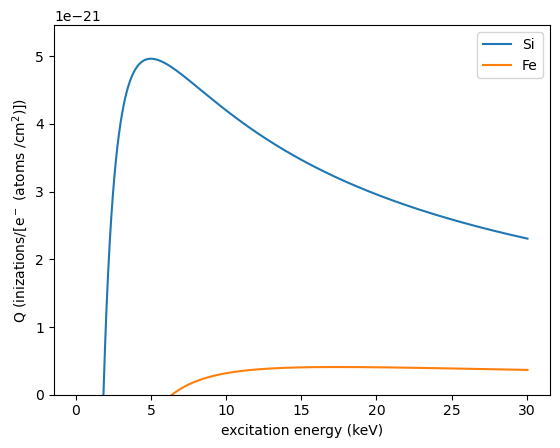 1e−21
Si
Fe
5
4
3
2
1
0
Q (inizations/[e⁻ (atoms /cm²)])
0 5 10 15 20 25 30
excitation energy (keV)